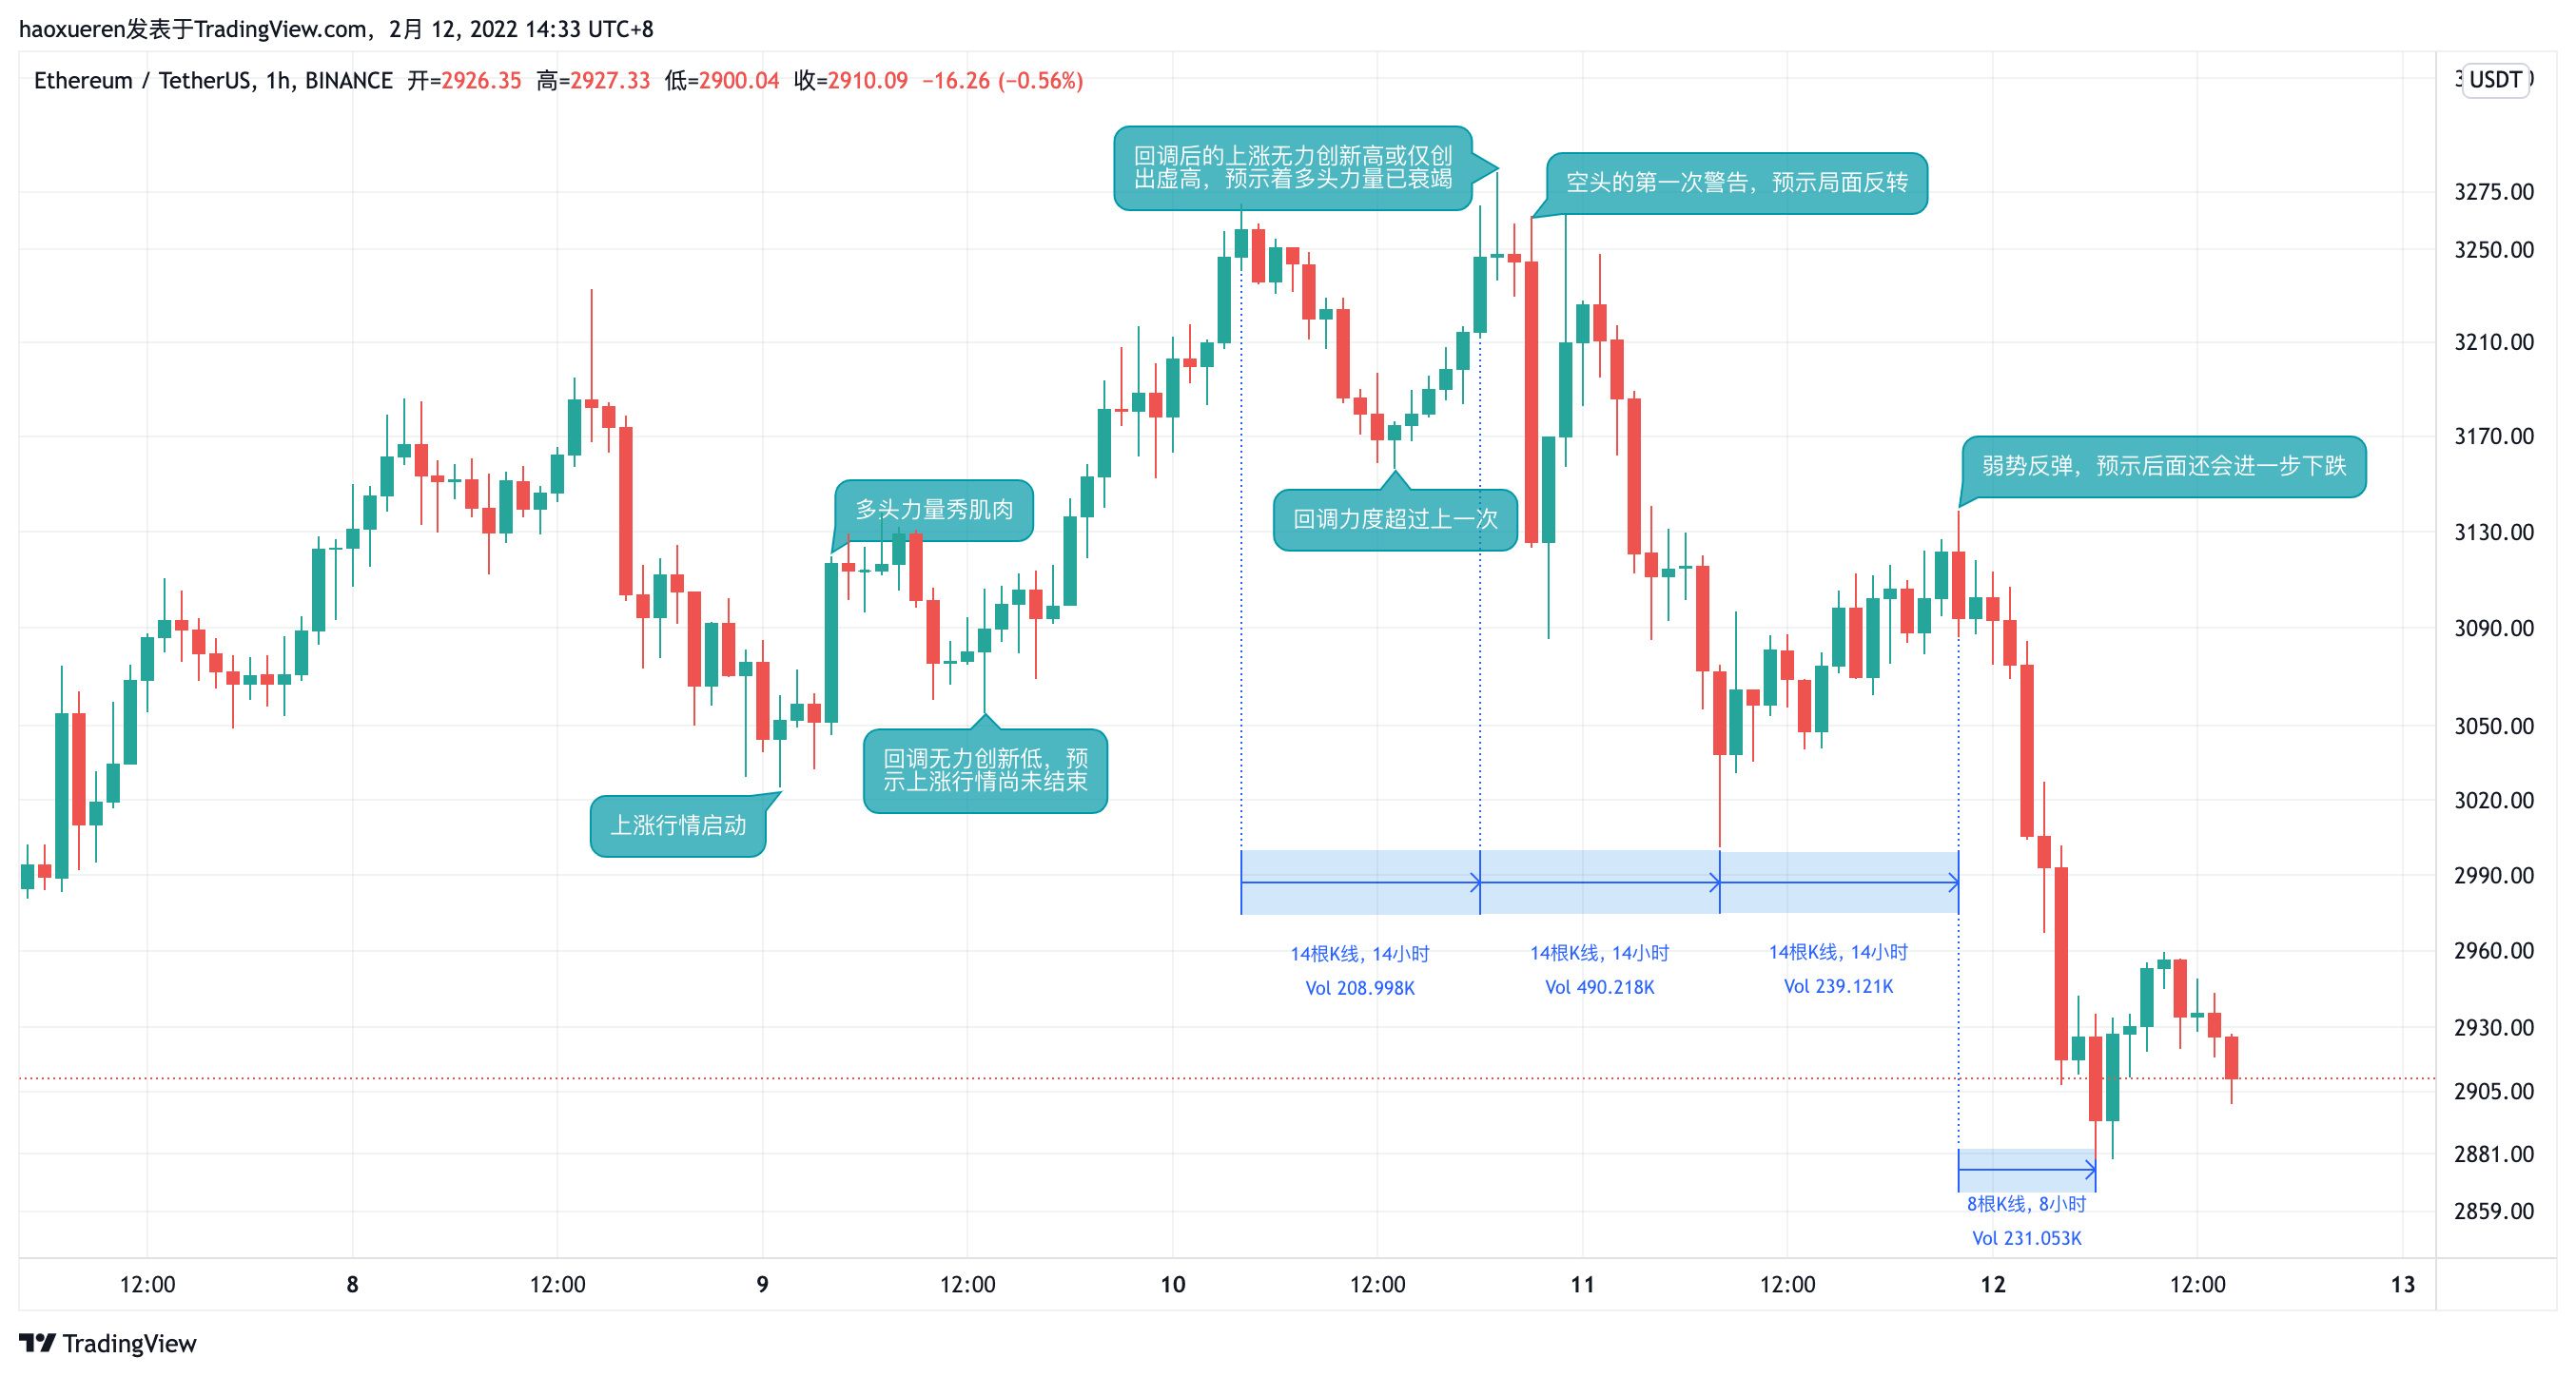 haoxueren发表于TradingView.com，2月 12, 2022 14:33 UTC+8
Ethereum / TetherUS, 1h, BINANCE 开=2926.35 高=2927.33 低=2900.04 收=2910.09 −16.26 (−0.56%)
USDT
回调后的上涨无力创新高或仅创
出虚高，预示着多头力量已衰竭
空头的第一次警告，预示局面反转
3275.00
3250.00
3210.00
3170.00
弱势反弹，预示后面还会进一步下跌
多头力量秀肌肉
回调力度超过上一次
3130.00
3090.00
3050.00
回调无力创新低，预
示上涨行情尚未结束
上涨行情启动
3020.00
2990.00
2960.00
14根K线, 14小时
Vol 208.998K
14根K线, 14小时
Vol 490.218K
14根K线, 14小时
Vol 239.121K
2930.00
2905.00
2881.00
2859.00
8根K线, 8小时
Vol 231.053K
12:00 8 12:00 9 12:00 10 12:00 11 12:00 12 12:00 13
TradingView